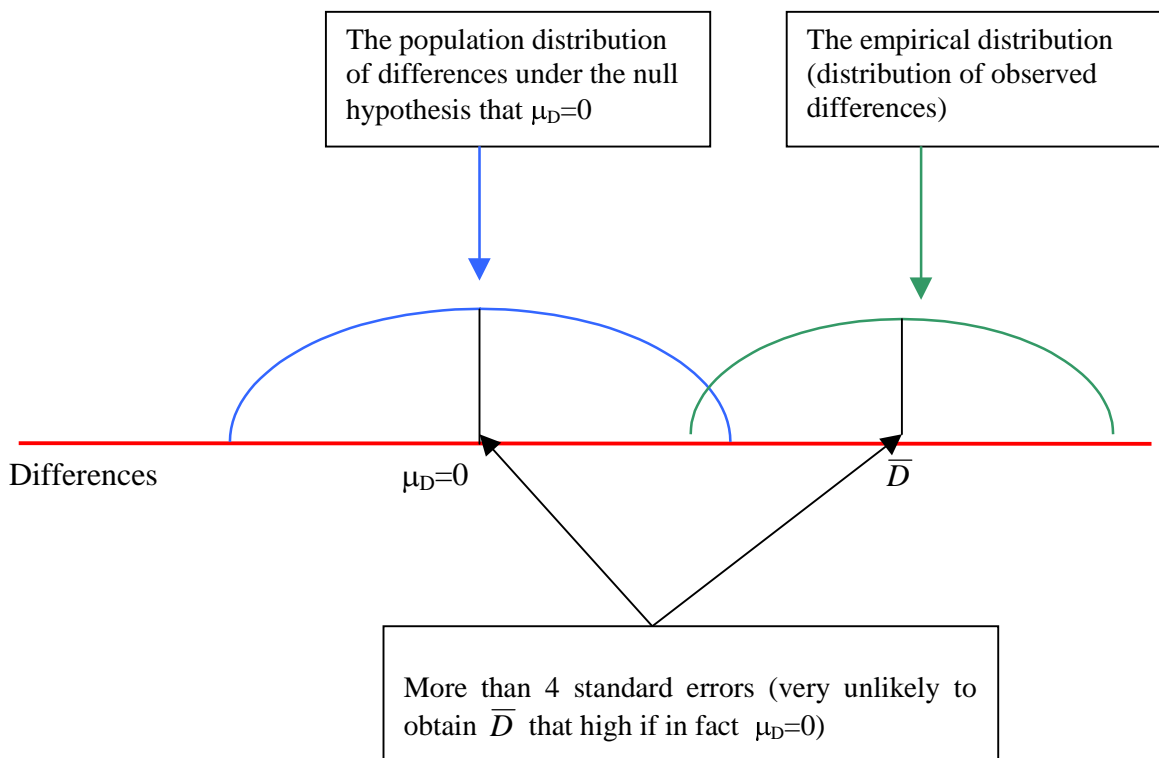 The population distribution
of differences under the null
hypothesis that μD=0
The empirical distribution
(distribution of observed
differences)
Differences
μD=0
D̅
More than 4 standard errors (very unlikely to
obtain D̅ that high if in fact μD=0)